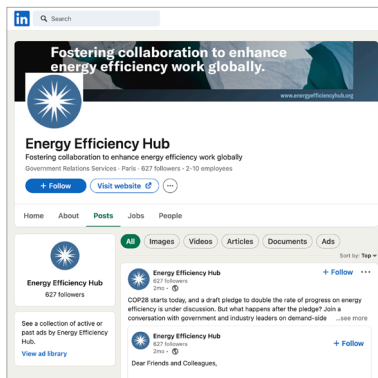 in
Search
Fostering collaboration to enhance
energy efficiency work globally.
www.energyefficiencyhub.org
Energy Efficiency Hub
Fostering collaboration to enhance energy efficiency work globally
Government Relations Services · Paris · 627 followers · 2-10 employees
+ Follow
Visit website
Home
About
Posts
Jobs
People
All
Images
Videos
Articles
Documents
Ads
Sort by: Top
Energy Efficiency Hub
627 followers
See a collection of active or
past ads by Energy Efficiency
Hub.
View ad library
Energy Efficiency Hub
627 followers
2mo •
+ Follow
COP28 starts today, and a draft pledge to double the rate of progress on energy
efficiency is under discussion. But what happens after the pledge? Join a
conversation with government and industry leaders on demand-side ...see more
Energy Efficiency Hub
627 followers
2mo •
+ Follow
Dear Friends and Colleagues,